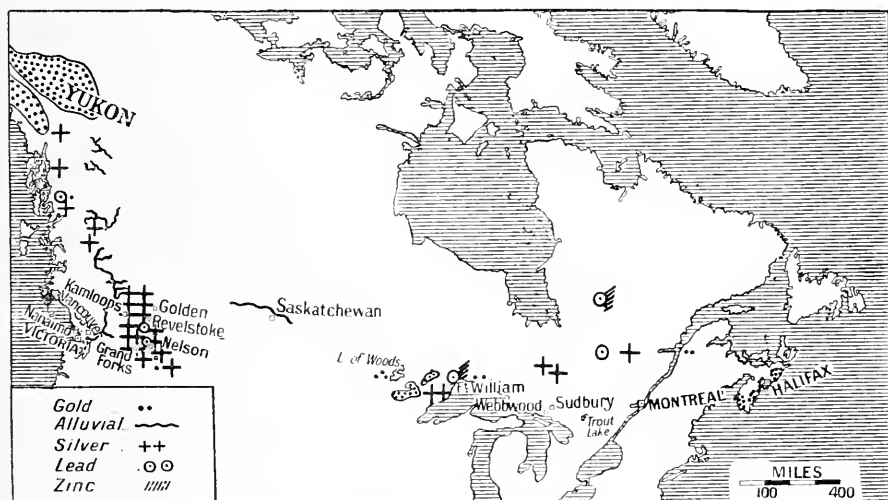 YUKON
Kamloops
Vancouver
Nanaimo
VICTORIA
Grand
Forks
Golden
Revelstoke
Nelson
Saskatchewan
L. of Woods
Ft William
Webbwood
Sudbury
Trout
Lake
MONTREAL
HALIFAX
Gold
Alluvial
Silver
Lead
Zinc
MILES
100 400